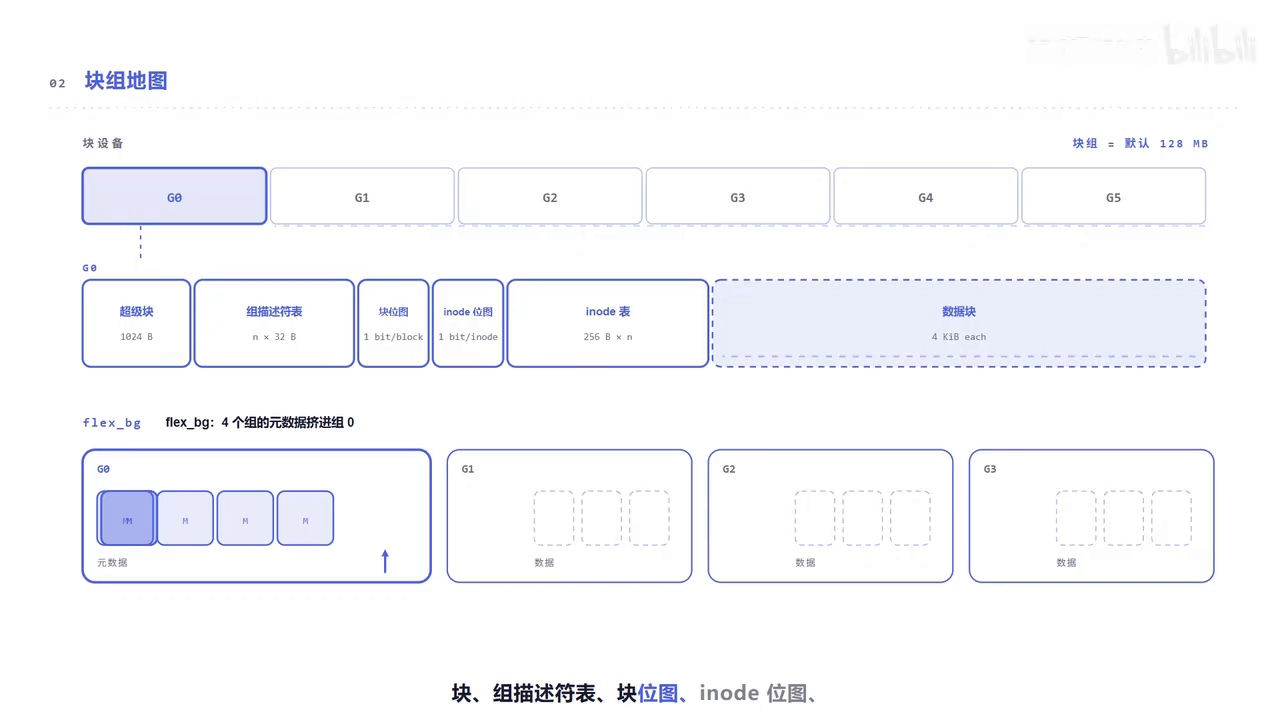 bilibili
02 块组地图
块设备 块组 = 默认 128 MB
G0 G1 G2 G3 G4 G5
G0
超级块 组描述符表 块位图 inode 位图 inode 表 数据块
1024 B n × 32 B 1 bit/block 1 bit/inode 256 B × n 4 KiB each
flex_bg flex_bg：4 个组的元数据挤进组 0
G0 G1 G2 G3
M M M M
元数据 数据 数据 数据
块、组描述符表、块位图、inode 位图、